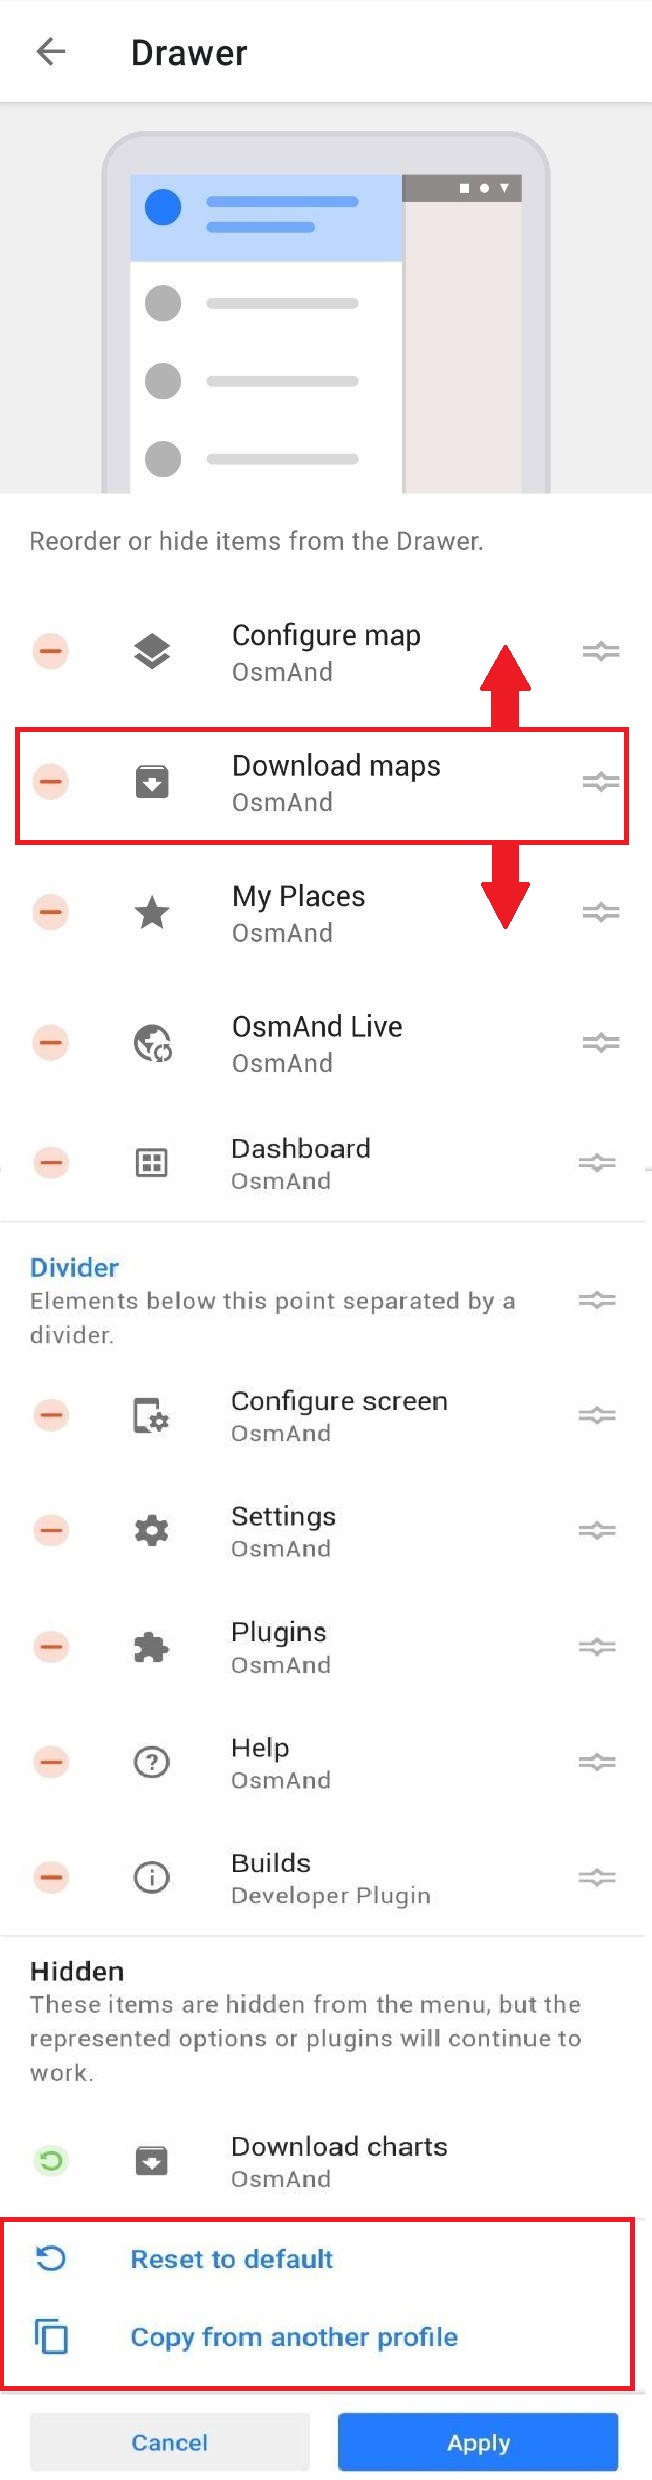 Drawer
Reorder or hide items from the Drawer.
Configure map
OsmAnd
Download maps
OsmAnd
My Places
OsmAnd
OsmAnd Live
OsmAnd
Dashboard
OsmAnd
Divider
Elements below this point separated by a
divider.
Configure screen
OsmAnd
Settings
OsmAnd
Plugins
OsmAnd
Help
OsmAnd
Builds
Developer Plugin
Hidden
These items are hidden from the menu, but the
represented options or plugins will continue to
work.
Download charts
OsmAnd
Reset to default
Copy from another profile
Cancel
Apply